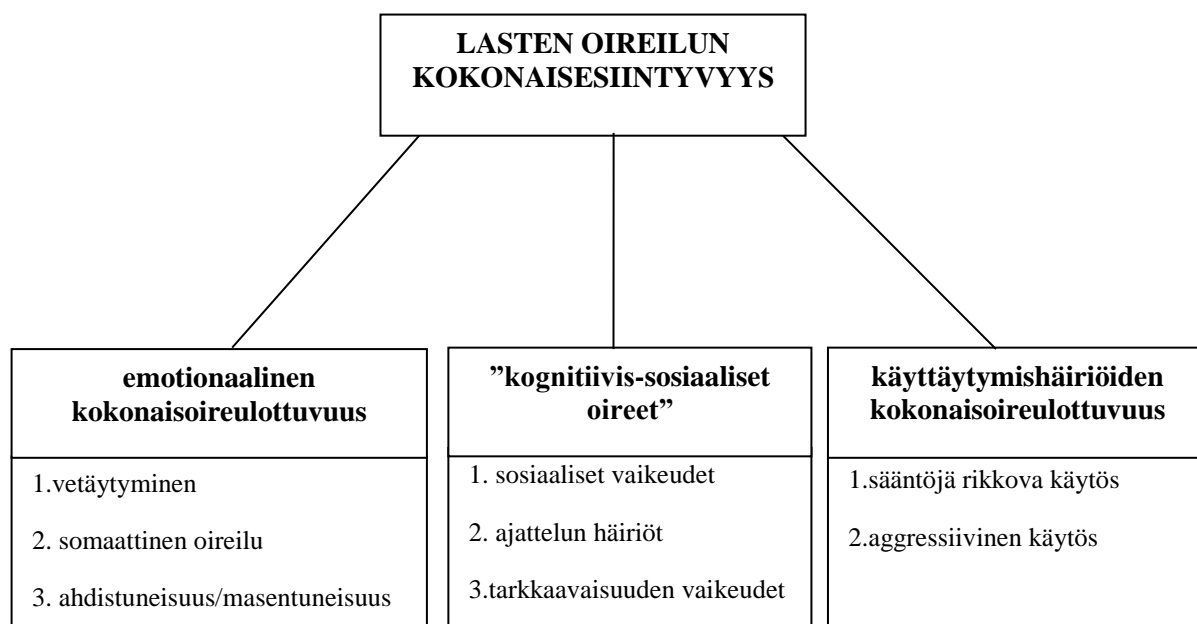 LASTEN OIREILUN
KOKONAISESIINTYVYYS
emotionaalinen
kokonaisoireulottuvuus
1.vetäytyminen
2. somaattinen oireilu
3. ahdistuneisuus/masentuneisuus
”kognitiivis-sosiaaliset
oireet”
1. sosiaaliset vaikeudet
2. ajattelun häiriöt
3.tarkkaavaisuuden vaikeudet
käyttäytymishäiriöiden
kokonaisoireulottuvuus
1.sääntöjä rikkova käytös
2.aggressiivinen käytös